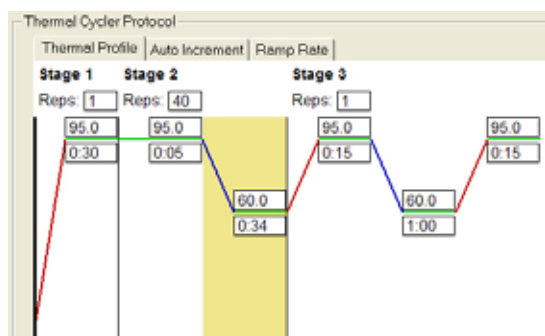 Thermal Cycler Protocol
Thermal Profile Auto Increment Ramp Rate
Stage 1 Stage 2 Stage 3
Reps: 1 Reps: 40 Reps: 1
95.0 95.0 95.0 95.0
0:30 0:05 0:15 0:15
60.0 60.0
0:34 1:00